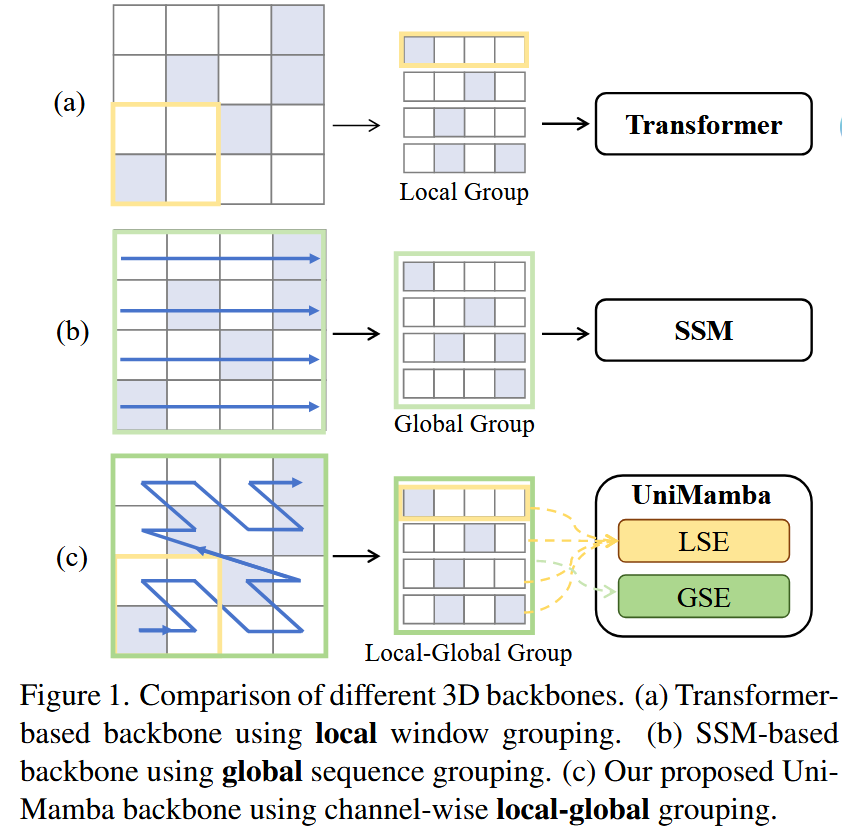 (a)
Transformer
Local Group
(b)
SSM
Global Group
(c)
UniMamba
LSE
GSE
Local-Global Group
Figure 1. Comparison of different 3D backbones. (a) Transformer-
based backbone using local window grouping. (b) SSM-based
backbone using global sequence grouping. (c) Our proposed Uni-
Mamba backbone using channel-wise local-global grouping.